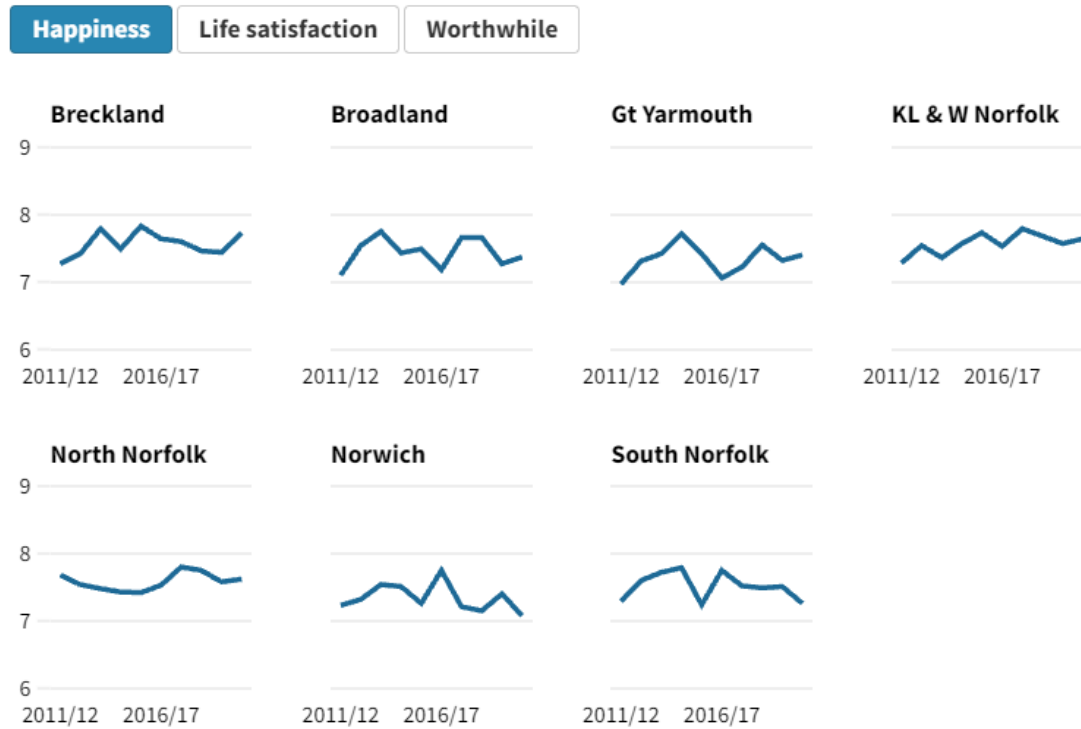 Happiness Life satisfaction Worthwhile
Breckland Broadland Gt Yarmouth KL & W Norfolk
9
8
7
6
2011/12 2016/17 2011/12 2016/17 2011/12 2016/17 2011/12 2016/17
North Norfolk Norwich South Norfolk
9
8
7
6
2011/12 2016/17 2011/12 2016/17 2011/12 2016/17